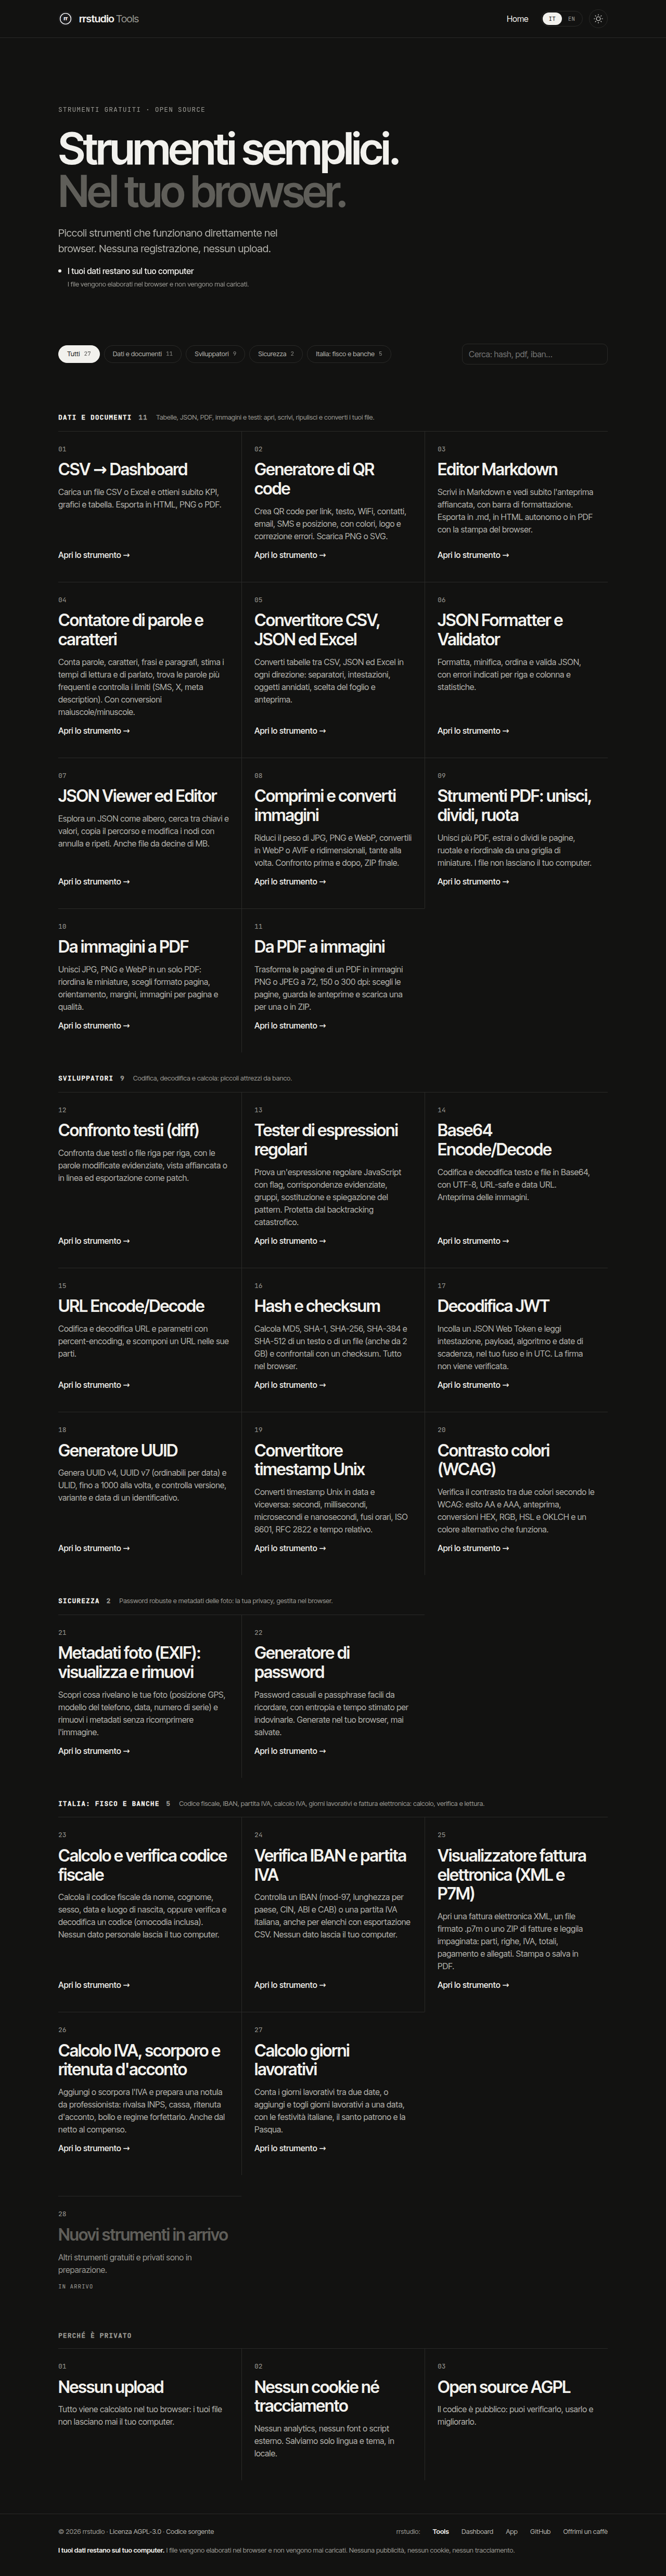 rr rrstudio Tools
Home
IT EN
STRUMENTI GRATUITI · OPEN SOURCE
Strumenti semplici.
Nel tuo browser.
Piccoli strumenti che funzionano direttamente nel
browser. Nessuna registrazione, nessun upload.
I tuoi dati restano sul tuo computer
I file vengono elaborati nel browser e non vengono mai caricati.
Tutti 27 Dati e documenti 11 Sviluppatori 9 Sicurezza 2 Italia: fisco e banche 5
Cerca: hash, pdf, iban…
DATI E DOCUMENTI 11 Tabelle, JSON, PDF, immagini e testi: apri, scrivi, ripulisci e converti i tuoi file.
01
CSV → Dashboard
Carica un file CSV o Excel e ottieni subito KPI,
grafici e tabella. Esporta in HTML, PNG o PDF.
Apri lo strumento →
02
Generatore di QR
code
Crea QR code per link, testo, WiFi, contatti,
email, SMS e posizione, con colori, logo e
correzione errori. Scarica PNG o SVG.
Apri lo strumento →
03
Editor Markdown
Scrivi in Markdown e vedi subito l'anteprima
affiancata, con barra di formattazione.
Esporta in .md, in HTML autonomo o in PDF
con la stampa del browser.
Apri lo strumento →
04
Contatore di parole e
caratteri
Conta parole, caratteri, frasi e paragrafi, stima i
tempi di lettura e di parlato, trova le parole più
frequenti e controlla i limiti (SMS, X, meta
description). Con conversioni
maiuscole/minuscole.
Apri lo strumento →
05
Convertitore CSV,
JSON ed Excel
Converti tabelle tra CSV, JSON ed Excel in
ogni direzione: separatori, intestazioni,
oggetti annidati, scelta del foglio e
anteprima.
Apri lo strumento →
06
JSON Formatter e
Validator
Formatta, minifica, ordina e valida JSON,
con errori indicati per riga e colonna e
statistiche.
Apri lo strumento →
07
JSON Viewer ed Editor
Esplora un JSON come albero, cerca tra chiavi e
valori, copia il percorso e modifica i nodi con
annulla e ripeti. Anche file da decine di MB.
Apri lo strumento →
08
Comprimi e converti
immagini
Riduci il peso di JPG, PNG e WebP, convertili
in WebP o AVIF e ridimensionali, tante alla
volta. Confronto prima e dopo, ZIP finale.
Apri lo strumento →
09
Strumenti PDF: unisci,
dividi, ruota
Unisci più PDF, estrai o dividi le pagine,
ruotale e riordinale da una griglia di
miniature. I file non lasciano il tuo computer.
Apri lo strumento →
10
Da immagini a PDF
Unisci JPG, PNG e WebP in un solo PDF:
riordina le miniature, scegli formato pagina,
orientamento, margini, immagini per pagina e
qualità.
Apri lo strumento →
11
Da PDF a immagini
Trasforma le pagine di un PDF in immagini
PNG o JPEG a 72, 150 o 300 dpi: scegli le
pagine, guarda le anteprime e scarica una
per una o in ZIP.
Apri lo strumento →
SVILUPPATORI 9 Codifica, decodifica e calcola: piccoli attrezzi da banco.
12
Confronto testi (diff)
Confronta due testi o file riga per riga, con le
parole modificate evidenziate, vista affiancata o
in linea ed esportazione come patch.
Apri lo strumento →
13
Tester di espressioni
regolari
Prova un'espressione regolare JavaScript
con flag, corrispondenze evidenziate,
gruppi, sostituzione e spiegazione del
pattern. Protetta dal backtracking
catastrofico.
Apri lo strumento →
14
Base64
Encode/Decode
Codifica e decodifica testo e file in Base64,
con UTF-8, URL-safe e data URL.
Anteprima delle immagini.
Apri lo strumento →
15
URL Encode/Decode
Codifica e decodifica URL e parametri con
percent-encoding, e scomponi un URL nelle sue
parti.
Apri lo strumento →
16
Hash e checksum
Calcola MD5, SHA-1, SHA-256, SHA-384 e
SHA-512 di un testo o di un file (anche da 2
GB) e confrontali con un checksum. Tutto
nel browser.
Apri lo strumento →
17
Decodifica JWT
Incolla un JSON Web Token e leggi
intestazione, payload, algoritmo e date di
scadenza, nel tuo fuso e in UTC. La firma
non viene verificata.
Apri lo strumento →
18
Generatore UUID
Genera UUID v4, UUID v7 (ordinabili per data) e
ULID, fino a 1000 alla volta, e controlla versione,
variante e data di un identificativo.
Apri lo strumento →
19
Convertitore
timestamp Unix
Converti timestamp Unix in data e
viceversa: secondi, millisecondi,
microsecondi e nanosecondi, fusi orari, ISO
8601, RFC 2822 e tempo relativo.
Apri lo strumento →
20
Contrasto colori
(WCAG)
Verifica il contrasto tra due colori secondo le
WCAG: esito AA e AAA, anteprima,
conversioni HEX, RGB, HSL e OKLCH e un
colore alternativo che funziona.
Apri lo strumento →
SICUREZZA 2 Password robuste e metadati delle foto: la tua privacy, gestita nel browser.
21
Metadati foto (EXIF):
visualizza e rimuovi
Scopri cosa rivelano le tue foto (posizione GPS,
modello del telefono, data, numero di serie) e
rimuovi i metadati senza ricomprimere
l'immagine.
Apri lo strumento →
22
Generatore di
password
Password casuali e passphrase facili da
ricordare, con entropia e tempo stimato per
indovinarle. Generate nel tuo browser, mai
salvate.
Apri lo strumento →
ITALIA: FISCO E BANCHE 5 Codice fiscale, IBAN, partita IVA, calcolo IVA, giorni lavorativi e fattura elettronica: calcolo, verifica e lettura.
23
Calcolo e verifica codice
fiscale
Calcola il codice fiscale da nome, cognome,
sesso, data e luogo di nascita, oppure verifica e
decodifica un codice (omocodia inclusa).
Nessun dato personale lascia il tuo computer.
Apri lo strumento →
24
Verifica IBAN e partita
IVA
Controlla un IBAN (mod-97, lunghezza per
paese, CIN, ABI e CAB) o una partita IVA
italiana, anche per elenchi con esportazione
CSV. Nessun dato lascia il tuo computer.
Apri lo strumento →
25
Visualizzatore fattura
elettronica (XML e
P7M)
Apri una fattura elettronica XML, un file
firmato .p7m o uno ZIP di fatture e leggila
impaginata: parti, righe, IVA, totali,
pagamento e allegati. Stampa o salva in
PDF.
Apri lo strumento →
26
Calcolo IVA, scorporo e
ritenuta d'acconto
Aggiungi o scorpora l'IVA e prepara una notula
da professionista: rivalsa INPS, cassa, ritenuta
d'acconto, bollo e regime forfettario. Anche dal
netto al compenso.
Apri lo strumento →
27
Calcolo giorni
lavorativi
Conta i giorni lavorativi tra due date, o
aggiungi e togli giorni lavorativi a una data,
con le festività italiane, il santo patrono e la
Pasqua.
Apri lo strumento →
28
Nuovi strumenti in arrivo
Altri strumenti gratuiti e privati sono in
preparazione.
IN ARRIVO
PERCHÉ È PRIVATO
01
Nessun upload
Tutto viene calcolato nel tuo browser: i tuoi file
non lasciano mai il tuo computer.
02
Nessun cookie né
tracciamento
Nessun analytics, nessun font o script
esterno. Salviamo solo lingua e tema, in
locale.
03
Open source AGPL
Il codice è pubblico: puoi verificarlo, usarlo e
migliorarlo.
© 2026 rrstudio · Licenza AGPL-3.0 · Codice sorgente
rrstudio: Tools Dashboard App GitHub Offrimi un caffè
I tuoi dati restano sul tuo computer. I file vengono elaborati nel browser e non vengono mai caricati. Nessuna pubblicità, nessun cookie, nessun tracciamento.